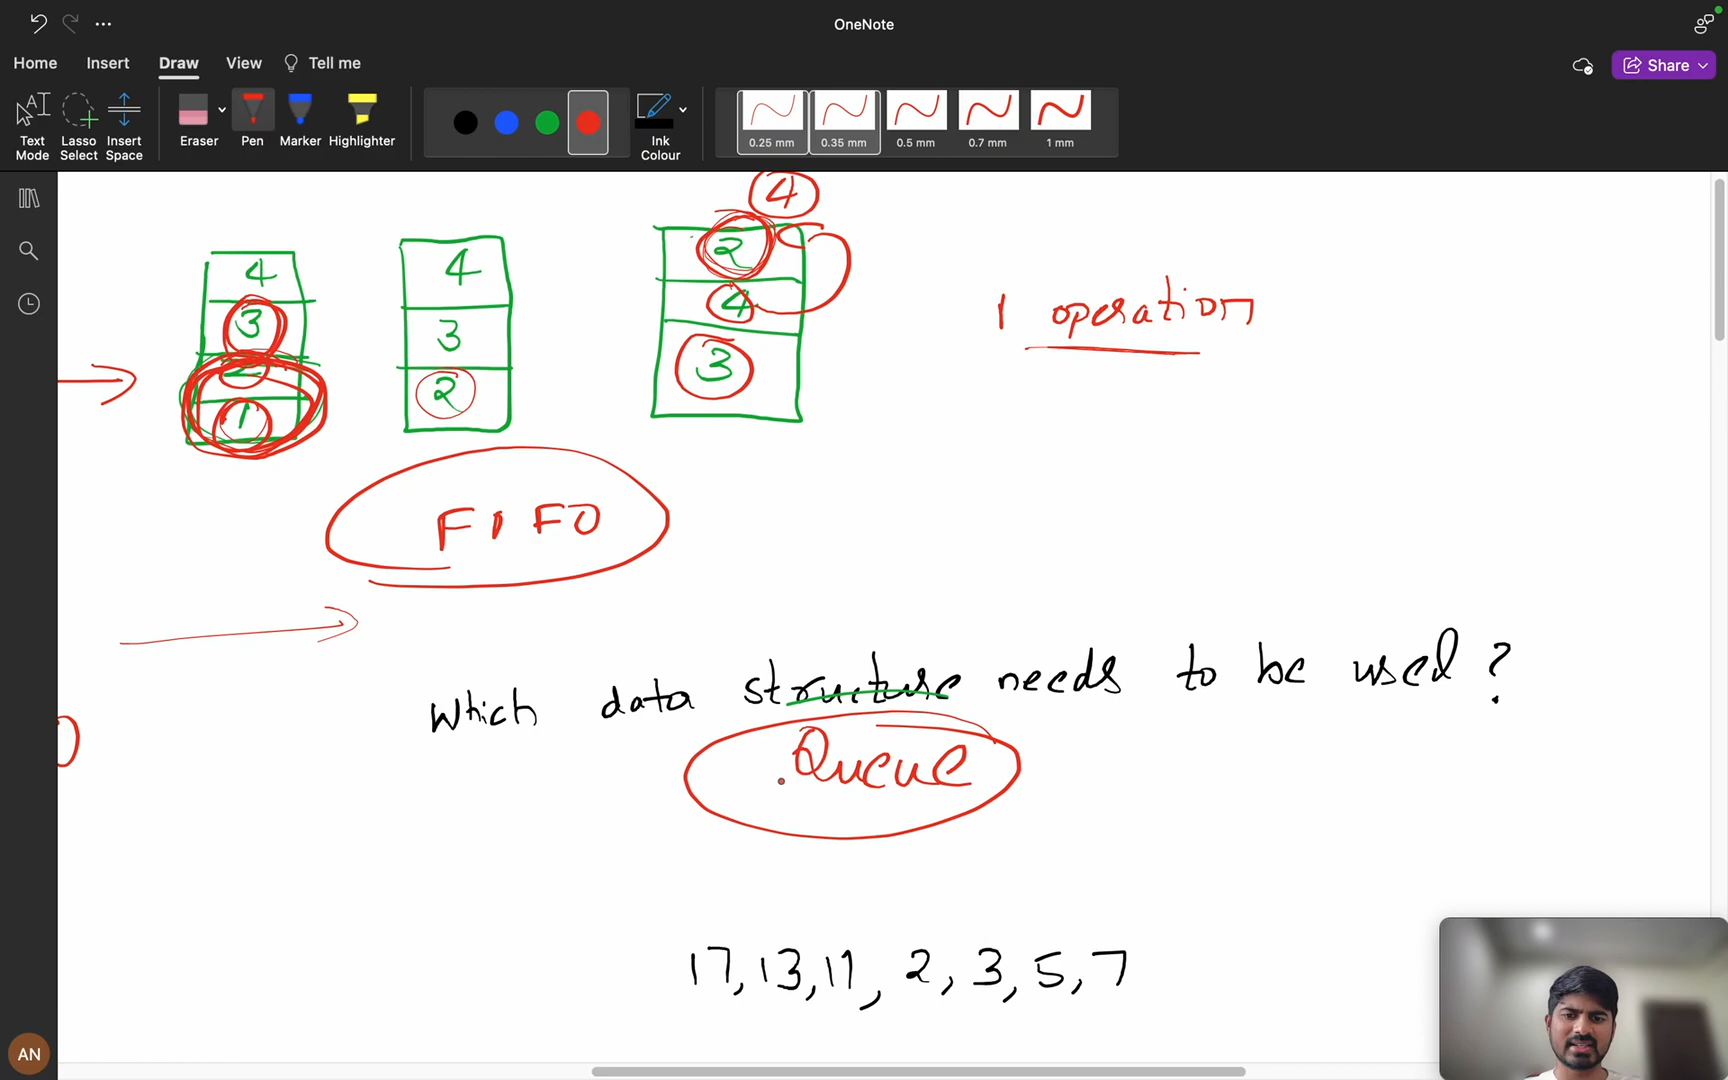 OneNote
Home Insert Draw View Tell me
Share
Text Mode
Lasso Select
Insert Space
Eraser
Pen
Marker
Highlighter
Ink Colour
0.25 mm
0.35 mm
0.5 mm
0.7 mm
1 mm
4
4
3
2
1
4
3
2
2
4
3
1 operation
FIFO
Which data structure needs to be used ?
Queue
17, 13, 11, 2, 3, 5, 7
AN